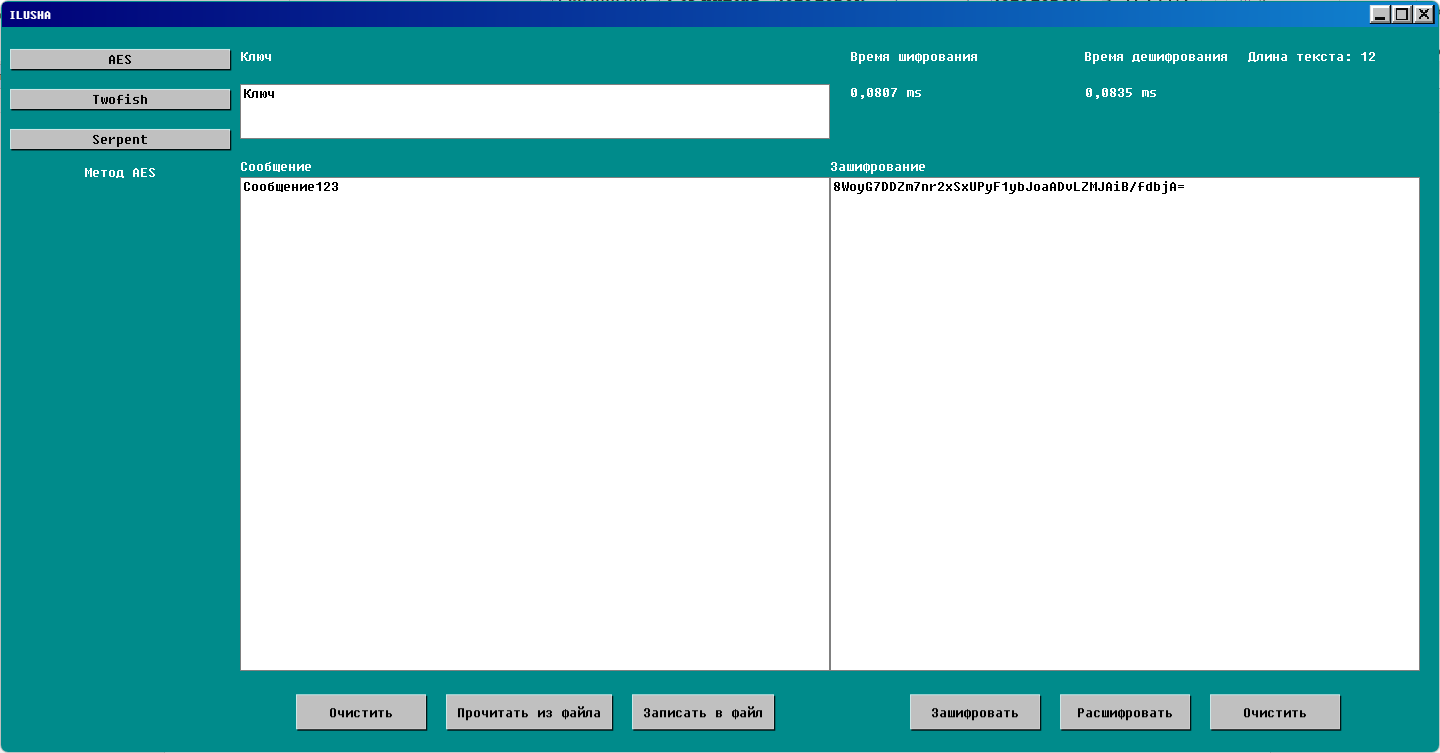 ILUSHA
AES
Twofish
Serpent
Метод AES
Ключ
Ключ
Время шифрования
0,0807 ms
Время дешифрования
0,0835 ms
Длина текста: 12
Сообщение
Сообщение123
Зашифрование
8WoyG7DDZm7nr2xSxUPyF1ybJoaADvLZMJAiB/fdbjA=
Очистить
Прочитать из файла
Записать в файл
Зашифровать
Расшифровать
Очистить